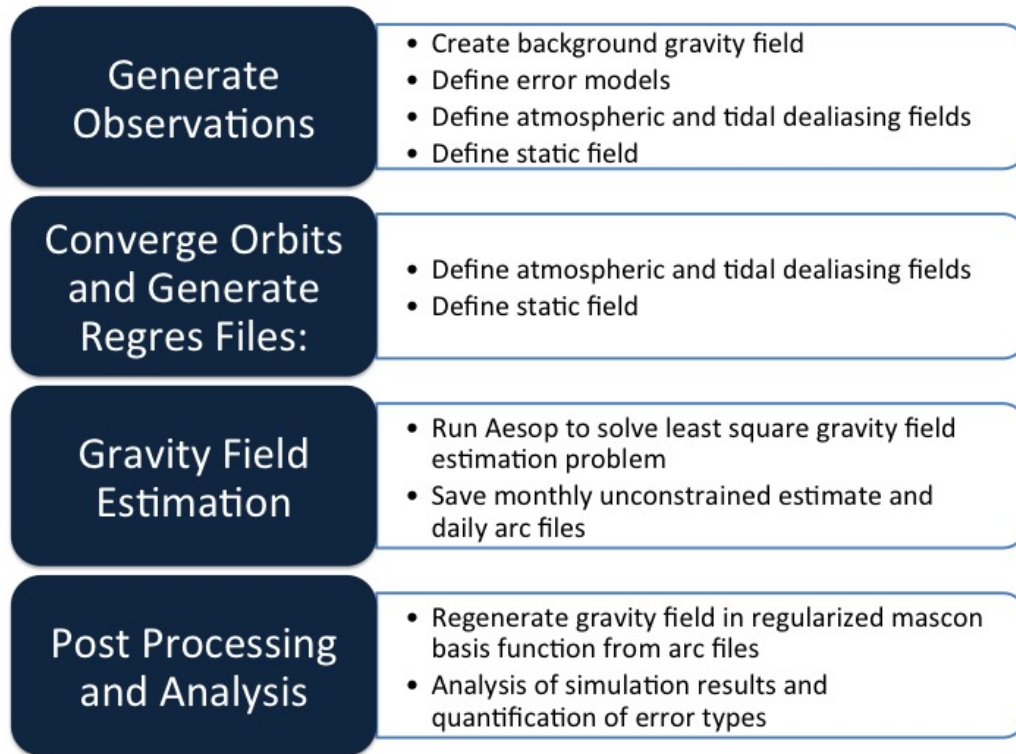 Generate
Observations
• Create background gravity field
• Define error models
• Define atmospheric and tidal dealiasing fields
• Define static field
Converge Orbits
and Generate
Regres Files:
• Define atmospheric and tidal dealiasing fields
• Define static field
Gravity Field
Estimation
• Run Aesop to solve least square gravity field
estimation problem
• Save monthly unconstrained estimate and
daily arc files
Post Processing
and Analysis
• Regenerate gravity field in regularized mascon
basis function from arc files
• Analysis of simulation results and
quantification of error types